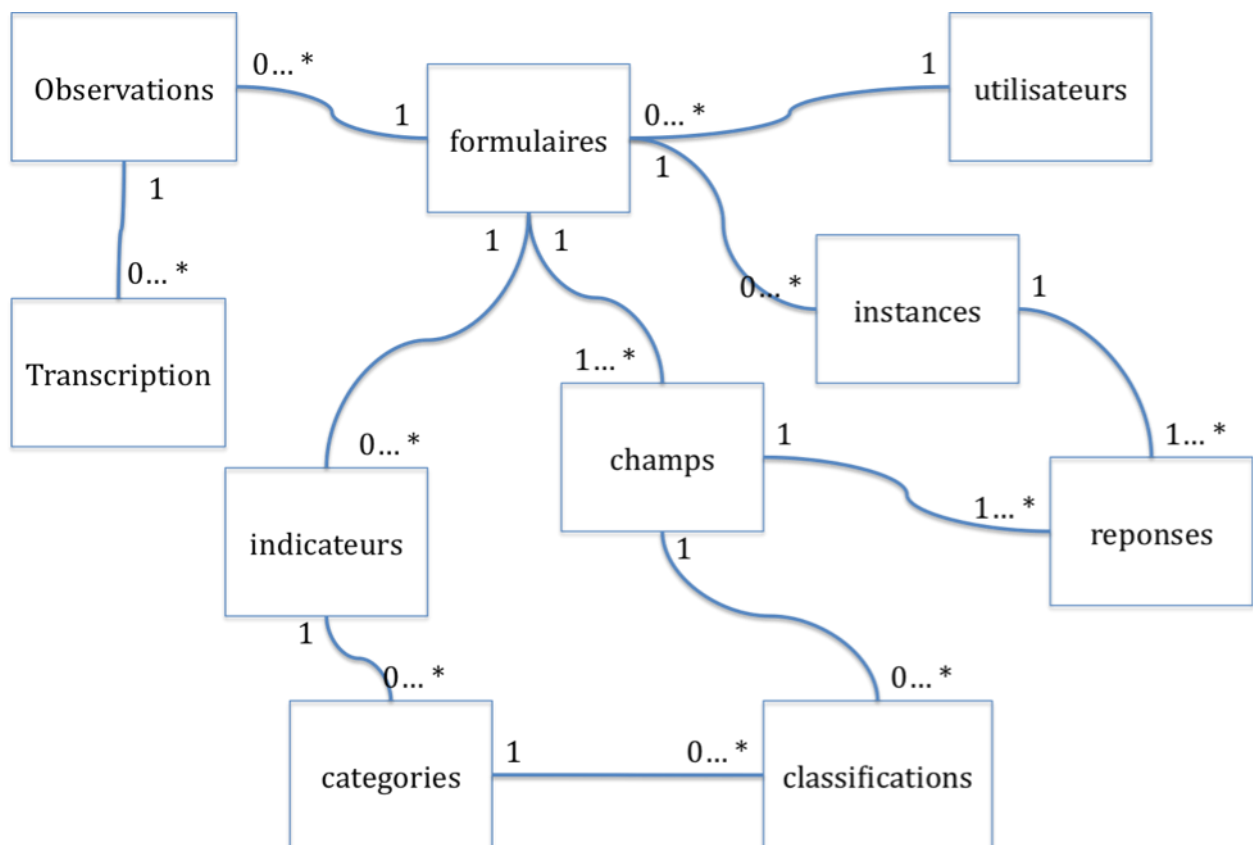 Observations
0... *
1
formulaires
0... *
1
utilisateurs
1
1
0... *
Transcription
1
1
0... *
instances
1
1... *
champs
1
1... *
1... *
reponses
0... *
indicateurs
1
1
0... *
categories
1
0... *
0... *
classifications